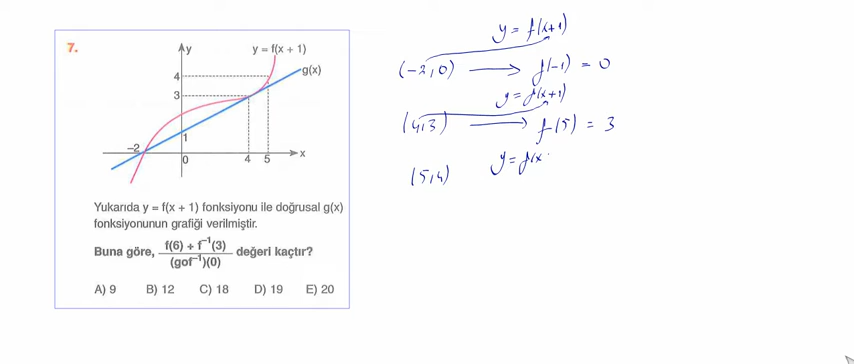 7.
y
y = f(x + 1)
g(x)
4
3
1
–2
0
4
5
x
Yukarıda y = f(x + 1) fonksiyonu ile doğrusal g(x)
fonksiyonunun grafiği verilmiştir.
Buna göre, f(6) + f⁻¹(3) / (gof⁻¹)(0) değeri kaçtır?
A) 9 B) 12 C) 18 D) 19 E) 20
y = f(x+1)
(-2,0) → f(-1) = 0
y = f(x+1)
(4,3) → f(5) = 3
(5,4) y = f(x